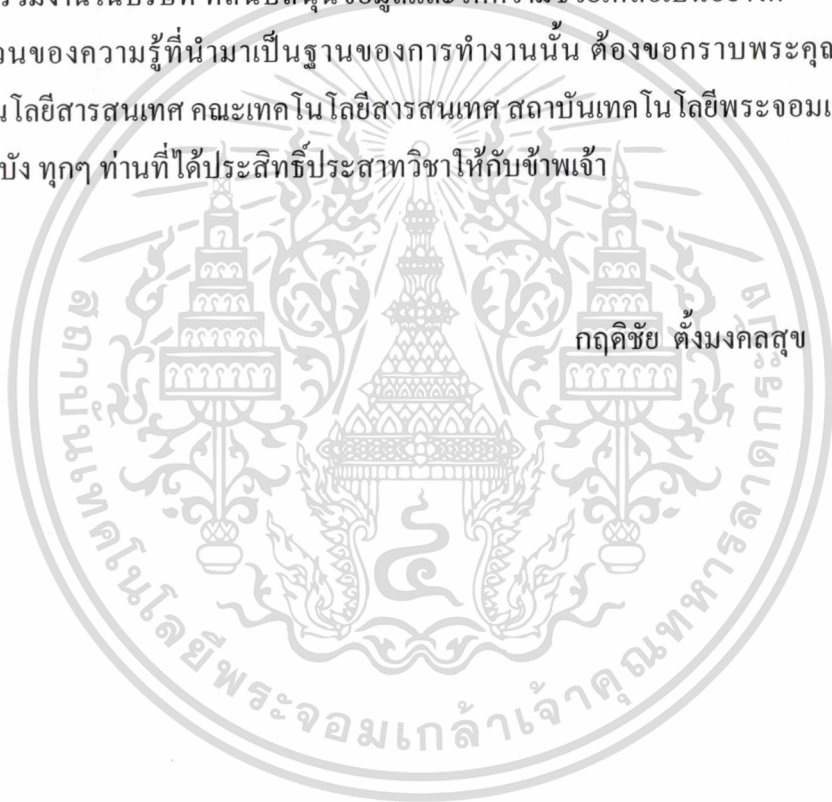 วนของความรู้ที่นำมาเป็นฐานของการทำงานนั้น ต้องขอกราบพระคุณ
นโลยีสารสนเทศ คณะเทคโนโลยีสารสนเทศ สถาบันเทคโนโลยีพระจอมเ
บัง ทุกๆ ท่านที่ได้ประสิทธิ์ประสาทวิชาให้กับข้าพเจ้า
กฤคิชัย ตั้งมงคลสุข
สถาบันเทคโนโลยีพระจอมเกล้าเจ้าคุณทหารลาดกระบัง